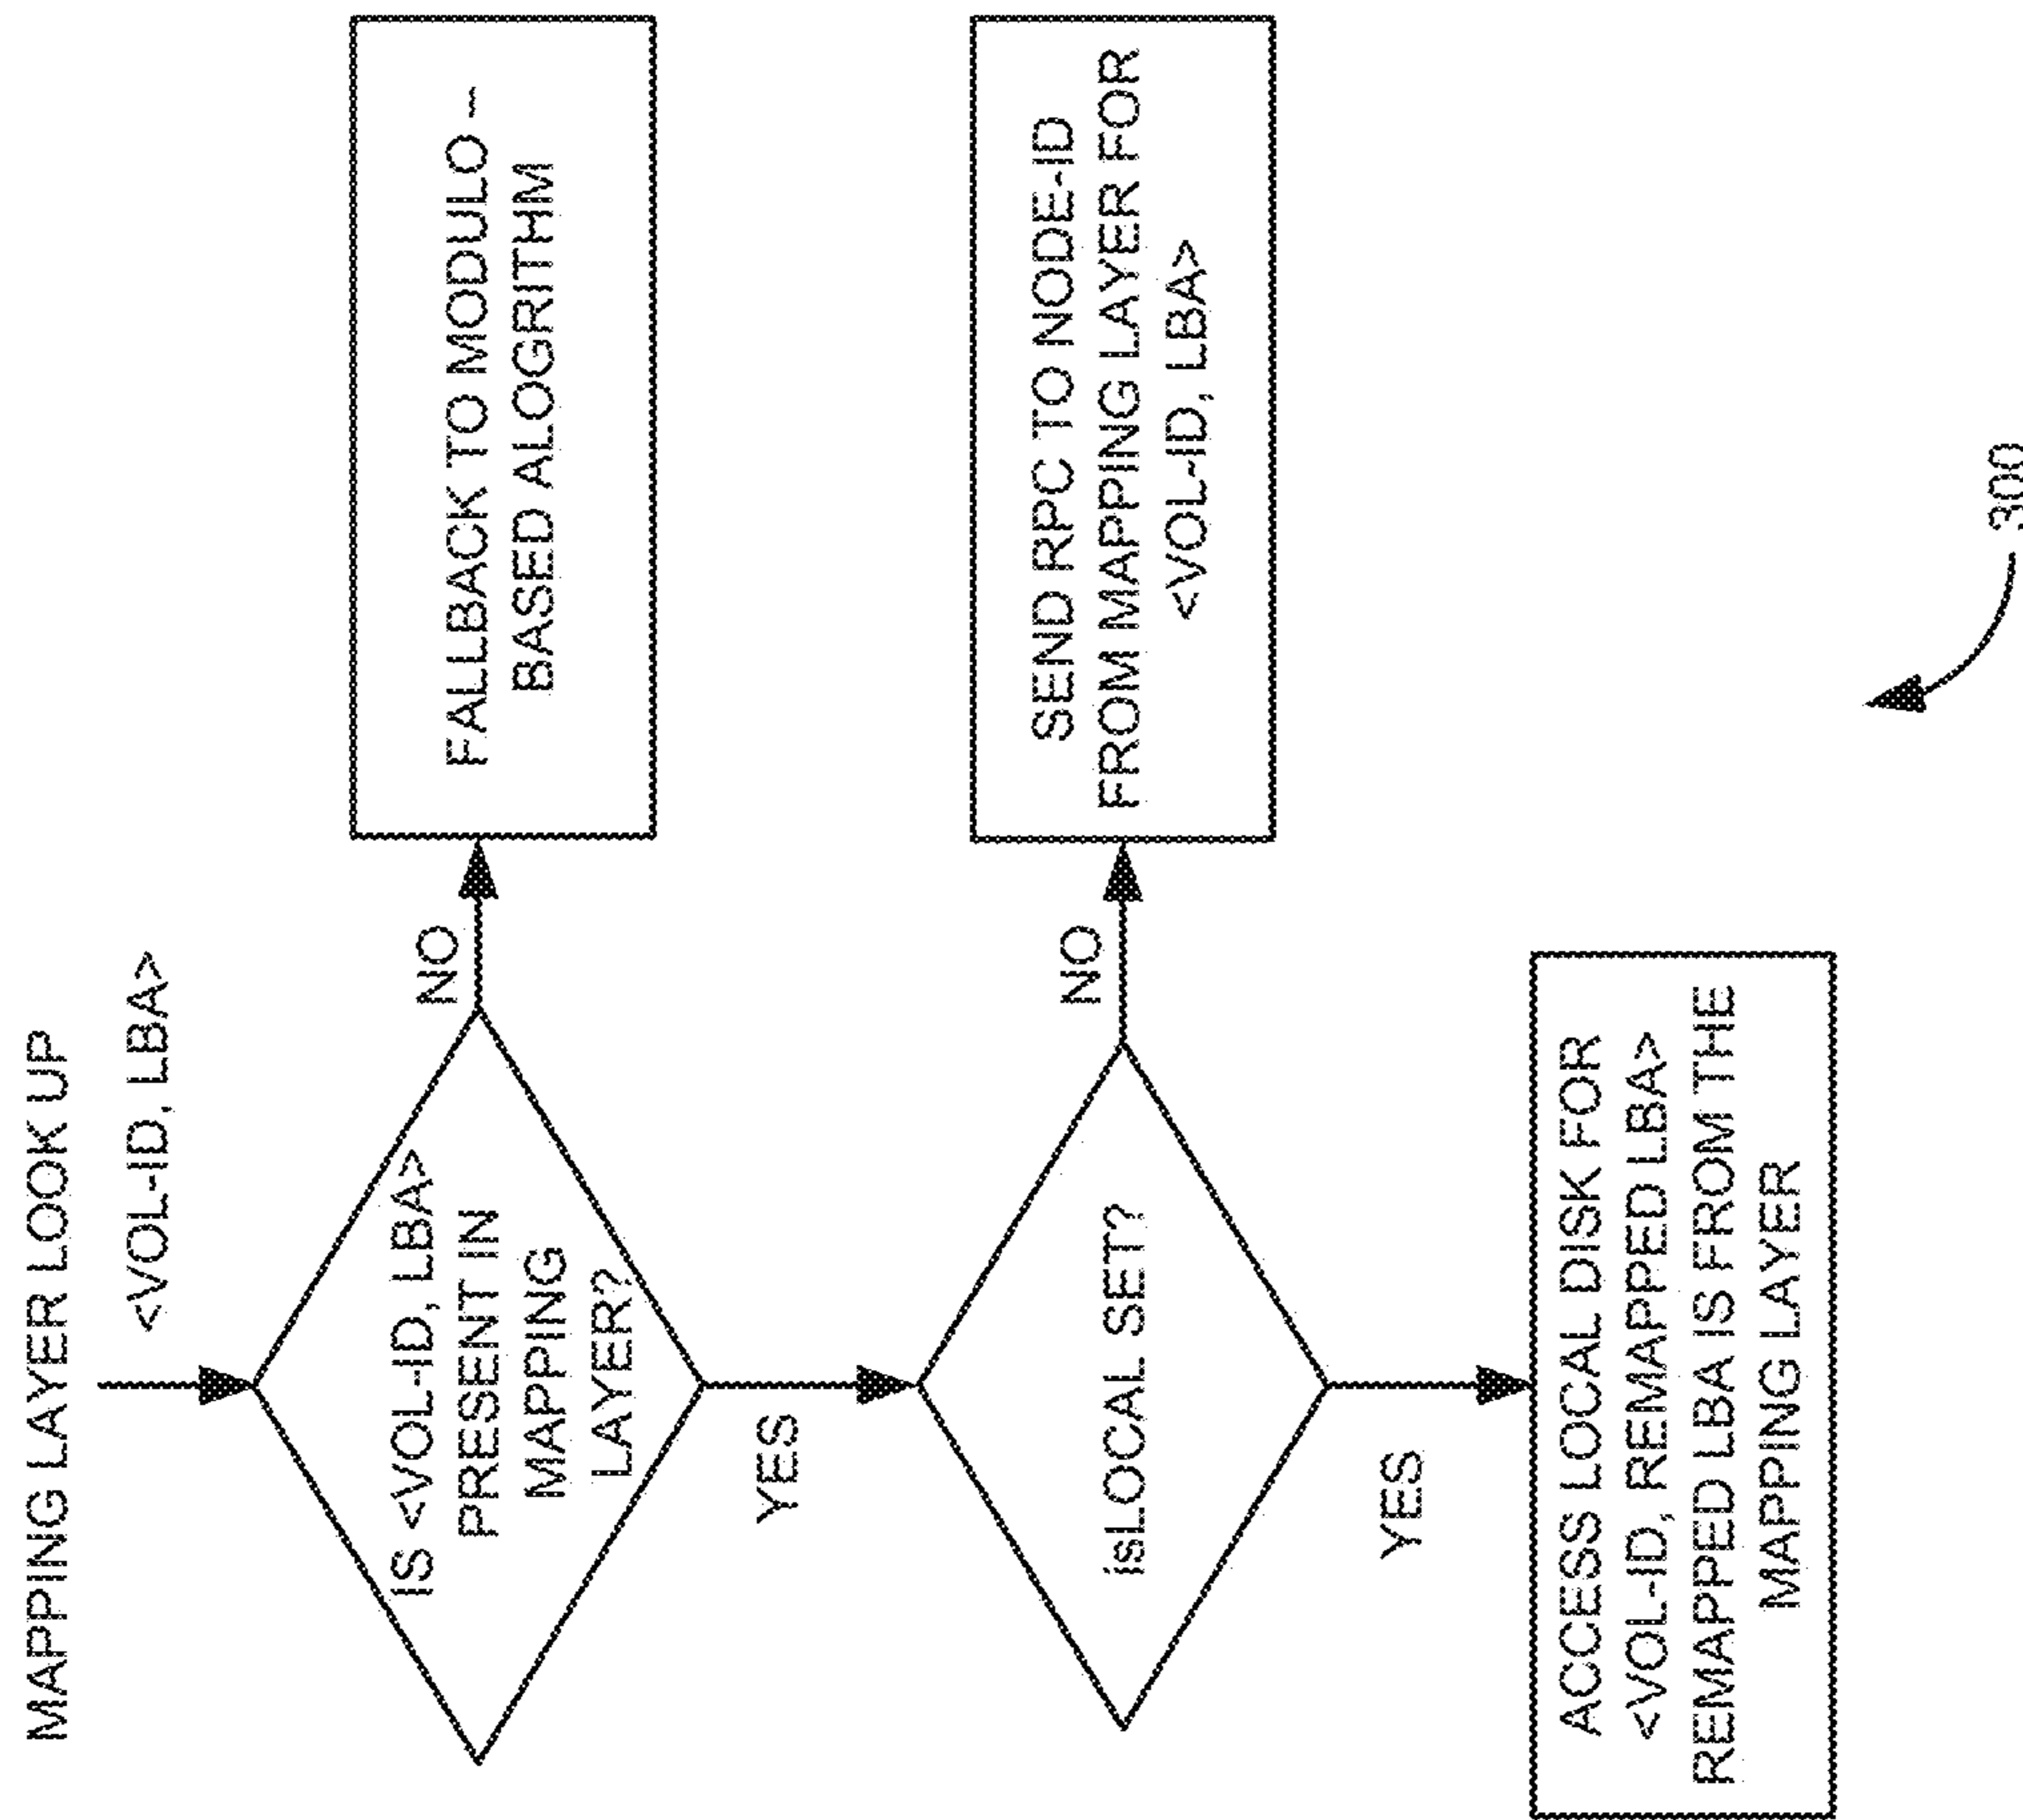 MAPPING LAYER LOOK UP
<VOL-ID, LBA>
IS <VOL-ID, LBA>
PRESENT IN
MAPPING
LAYER?
NO
FALLBACK TO MODULO –
BASED ALOGRITHM
YES
isLOCAL SET?
NO
SEND RPC TO NODE-ID
FROM MAPPING LAYER FOR
<VOL-ID, LBA>
YES
ACCESS LOCAL DISK FOR
<VOL-ID, REMAPPED LBA>
REMAPPED LBA IS FROM THE
MAPPING LAYER
300